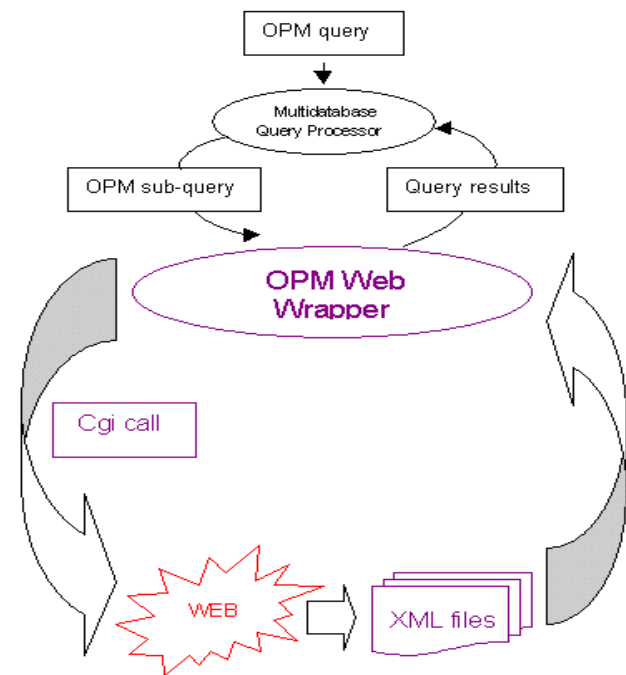 OPM query
Multidatabase
Query Processor
OPM sub-query
Query results
OPM Web
Wrapper
Cgi call
WEB
XML files